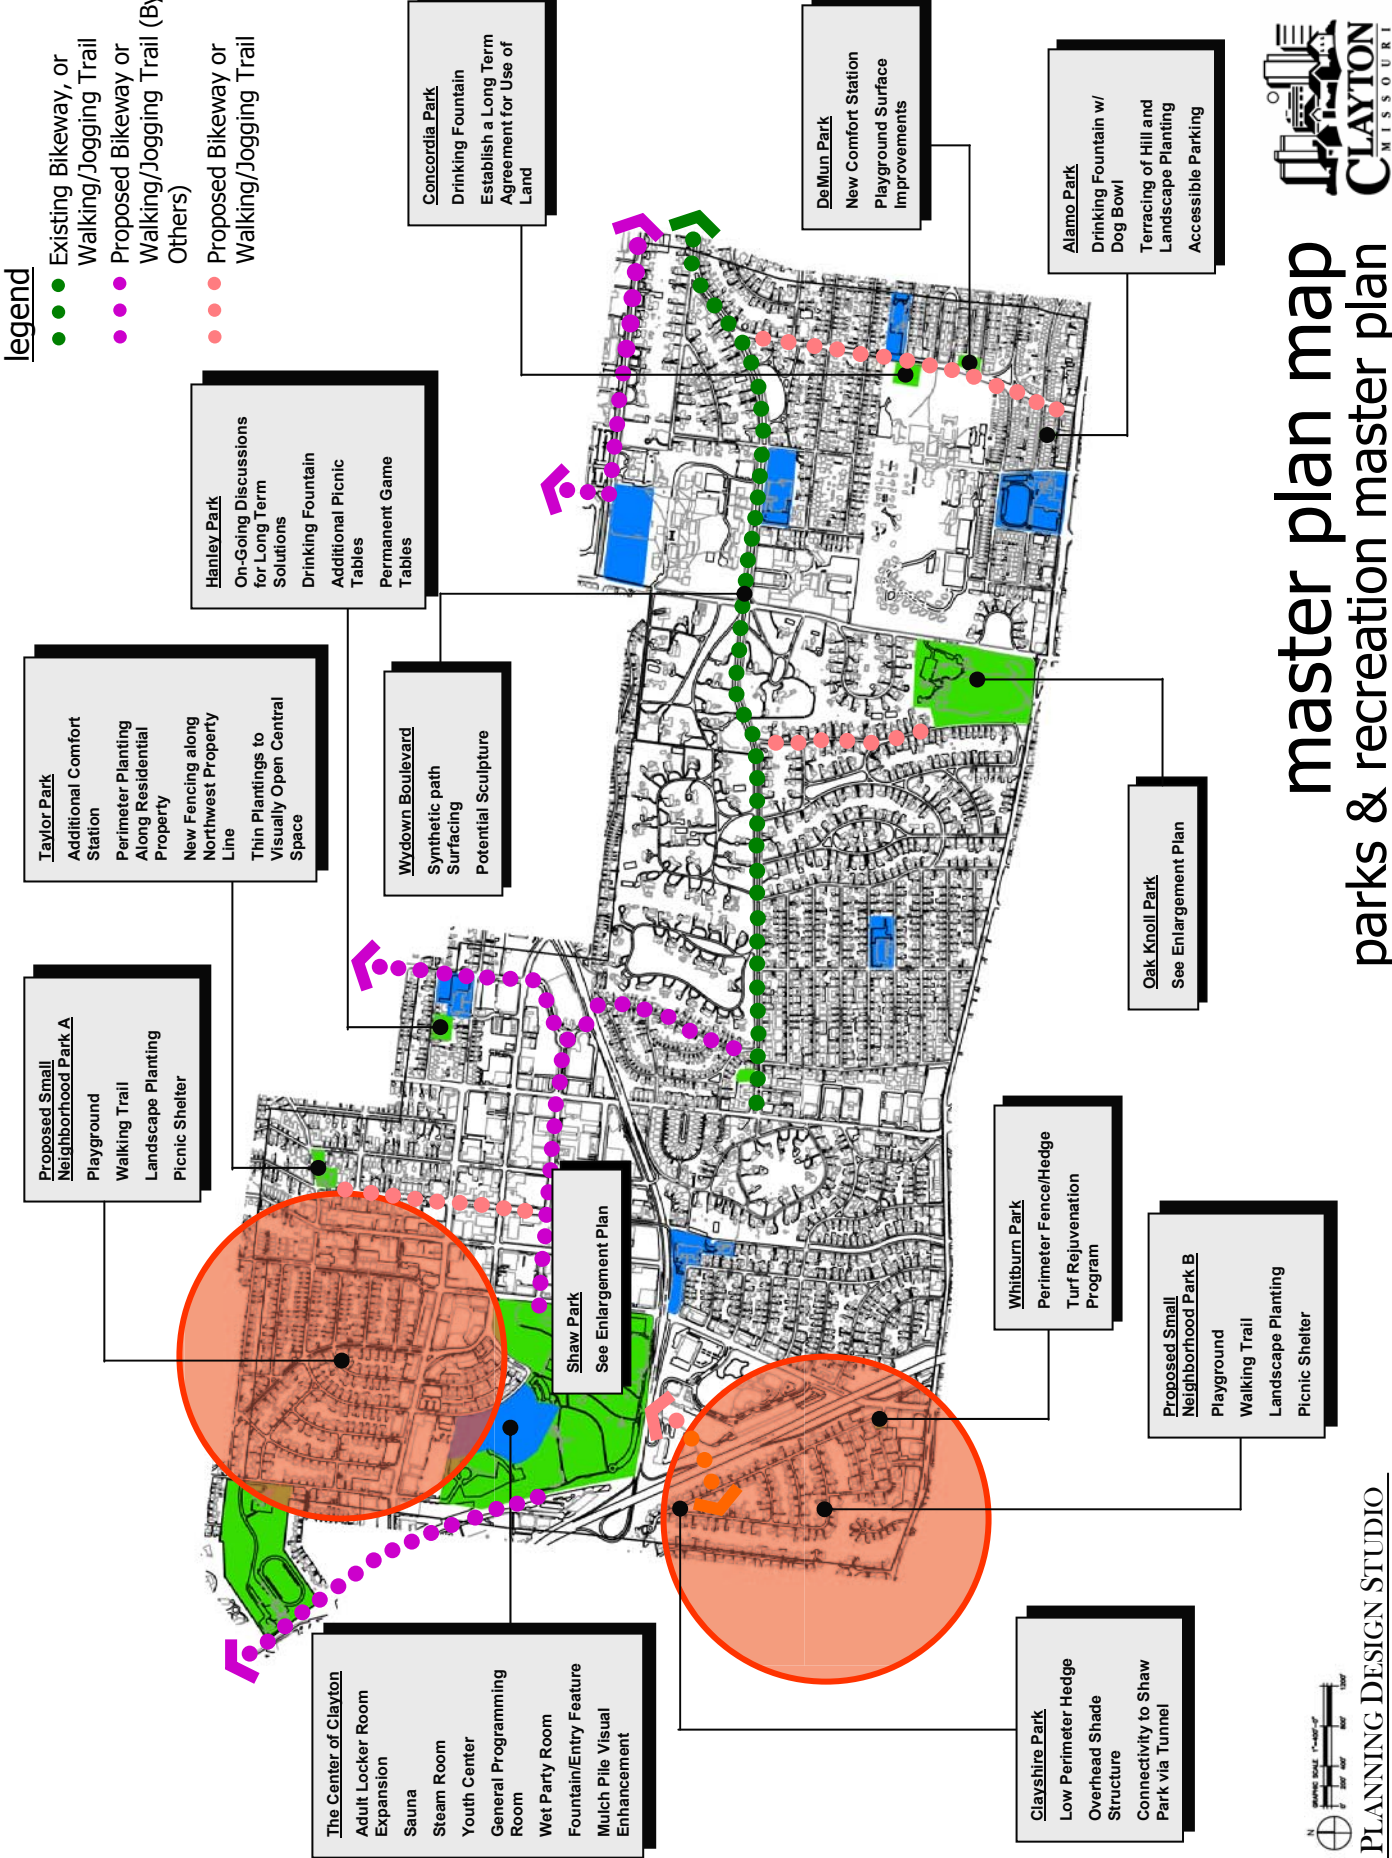 legend
Existing Bikeway, or
Walking/Jogging Trail
Proposed Bikeway or
Walking/Jogging Trail (By
Others)
Proposed Bikeway or
Walking/Jogging Trail
Concordia Park
Drinking Fountain
Establish a Long Term
Agreement for Use of
Land
DeMun Park
New Comfort Station
Playground Surface
Improvements
Alamo Park
Drinking Fountain w/
Dog Bowl
Terracing of Hill and
Landscape Planting
Accessible Parking
Hanley Park
On-Going Discussions
for Long Term
Solutions
Drinking Fountain
Additional Picnic
Tables
Permanent Game
Tables
Taylor Park
Additional Comfort
Station
Perimeter Planting
Along Residential
Property
New Fencing along
Northwest Property
Line
Thin Plantings to
Visually Open Central
Space
Wydown Boulevard
Synthetic path
Surfacing
Potential Sculpture
Proposed Small
Neighborhood Park A
Playground
Walking Trail
Landscape Planting
Picnic Shelter
Oak Knoll Park
See Enlargement Plan
Shaw Park
See Enlargement Plan
Whitburn Park
Perimeter Fence/Hedge
Turf Rejuvenation
Program
Proposed Small
Neighborhood Park B
Playground
Walking Trail
Landscape Planting
Picnic Shelter
The Center of Clayton
Adult Locker Room
Expansion
Sauna
Steam Room
Youth Center
General Programming
Room
Wet Party Room
Fountain/Entry Feature
Mulch Pile Visual
Enhancement
Clayshire Park
Low Perimeter Hedge
Overhead Shade
Structure
Connectivity to Shaw
Park via Tunnel
CLAYTON
MISSOURI
master plan map
parks & recreation master plan
N
GRAPHIC SCALE 1"=400'-0"
0' 200' 400' 800' 1200'
PLANNING DESIGN STUDIO